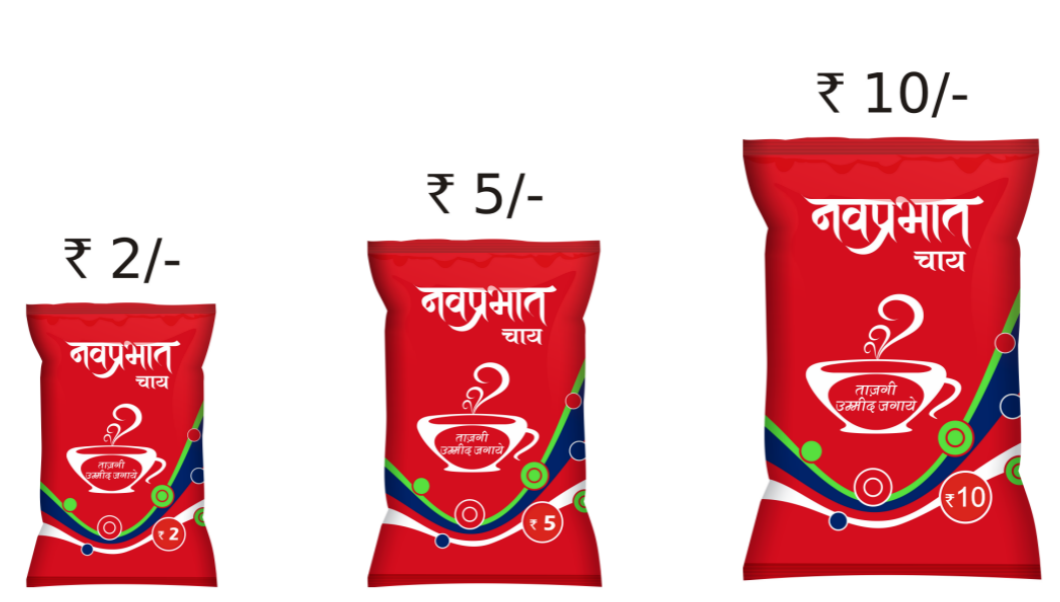 ₹ 2/-
नवप्रभात
चाय
ताज़गी
उम्मीद जगाये
₹ 2
₹ 5/-
नवप्रभात
चाय
ताज़गी
उम्मीद जगाये
₹ 5
₹ 10/-
नवप्रभात
चाय
ताज़गी
उम्मीद जगाये
₹10